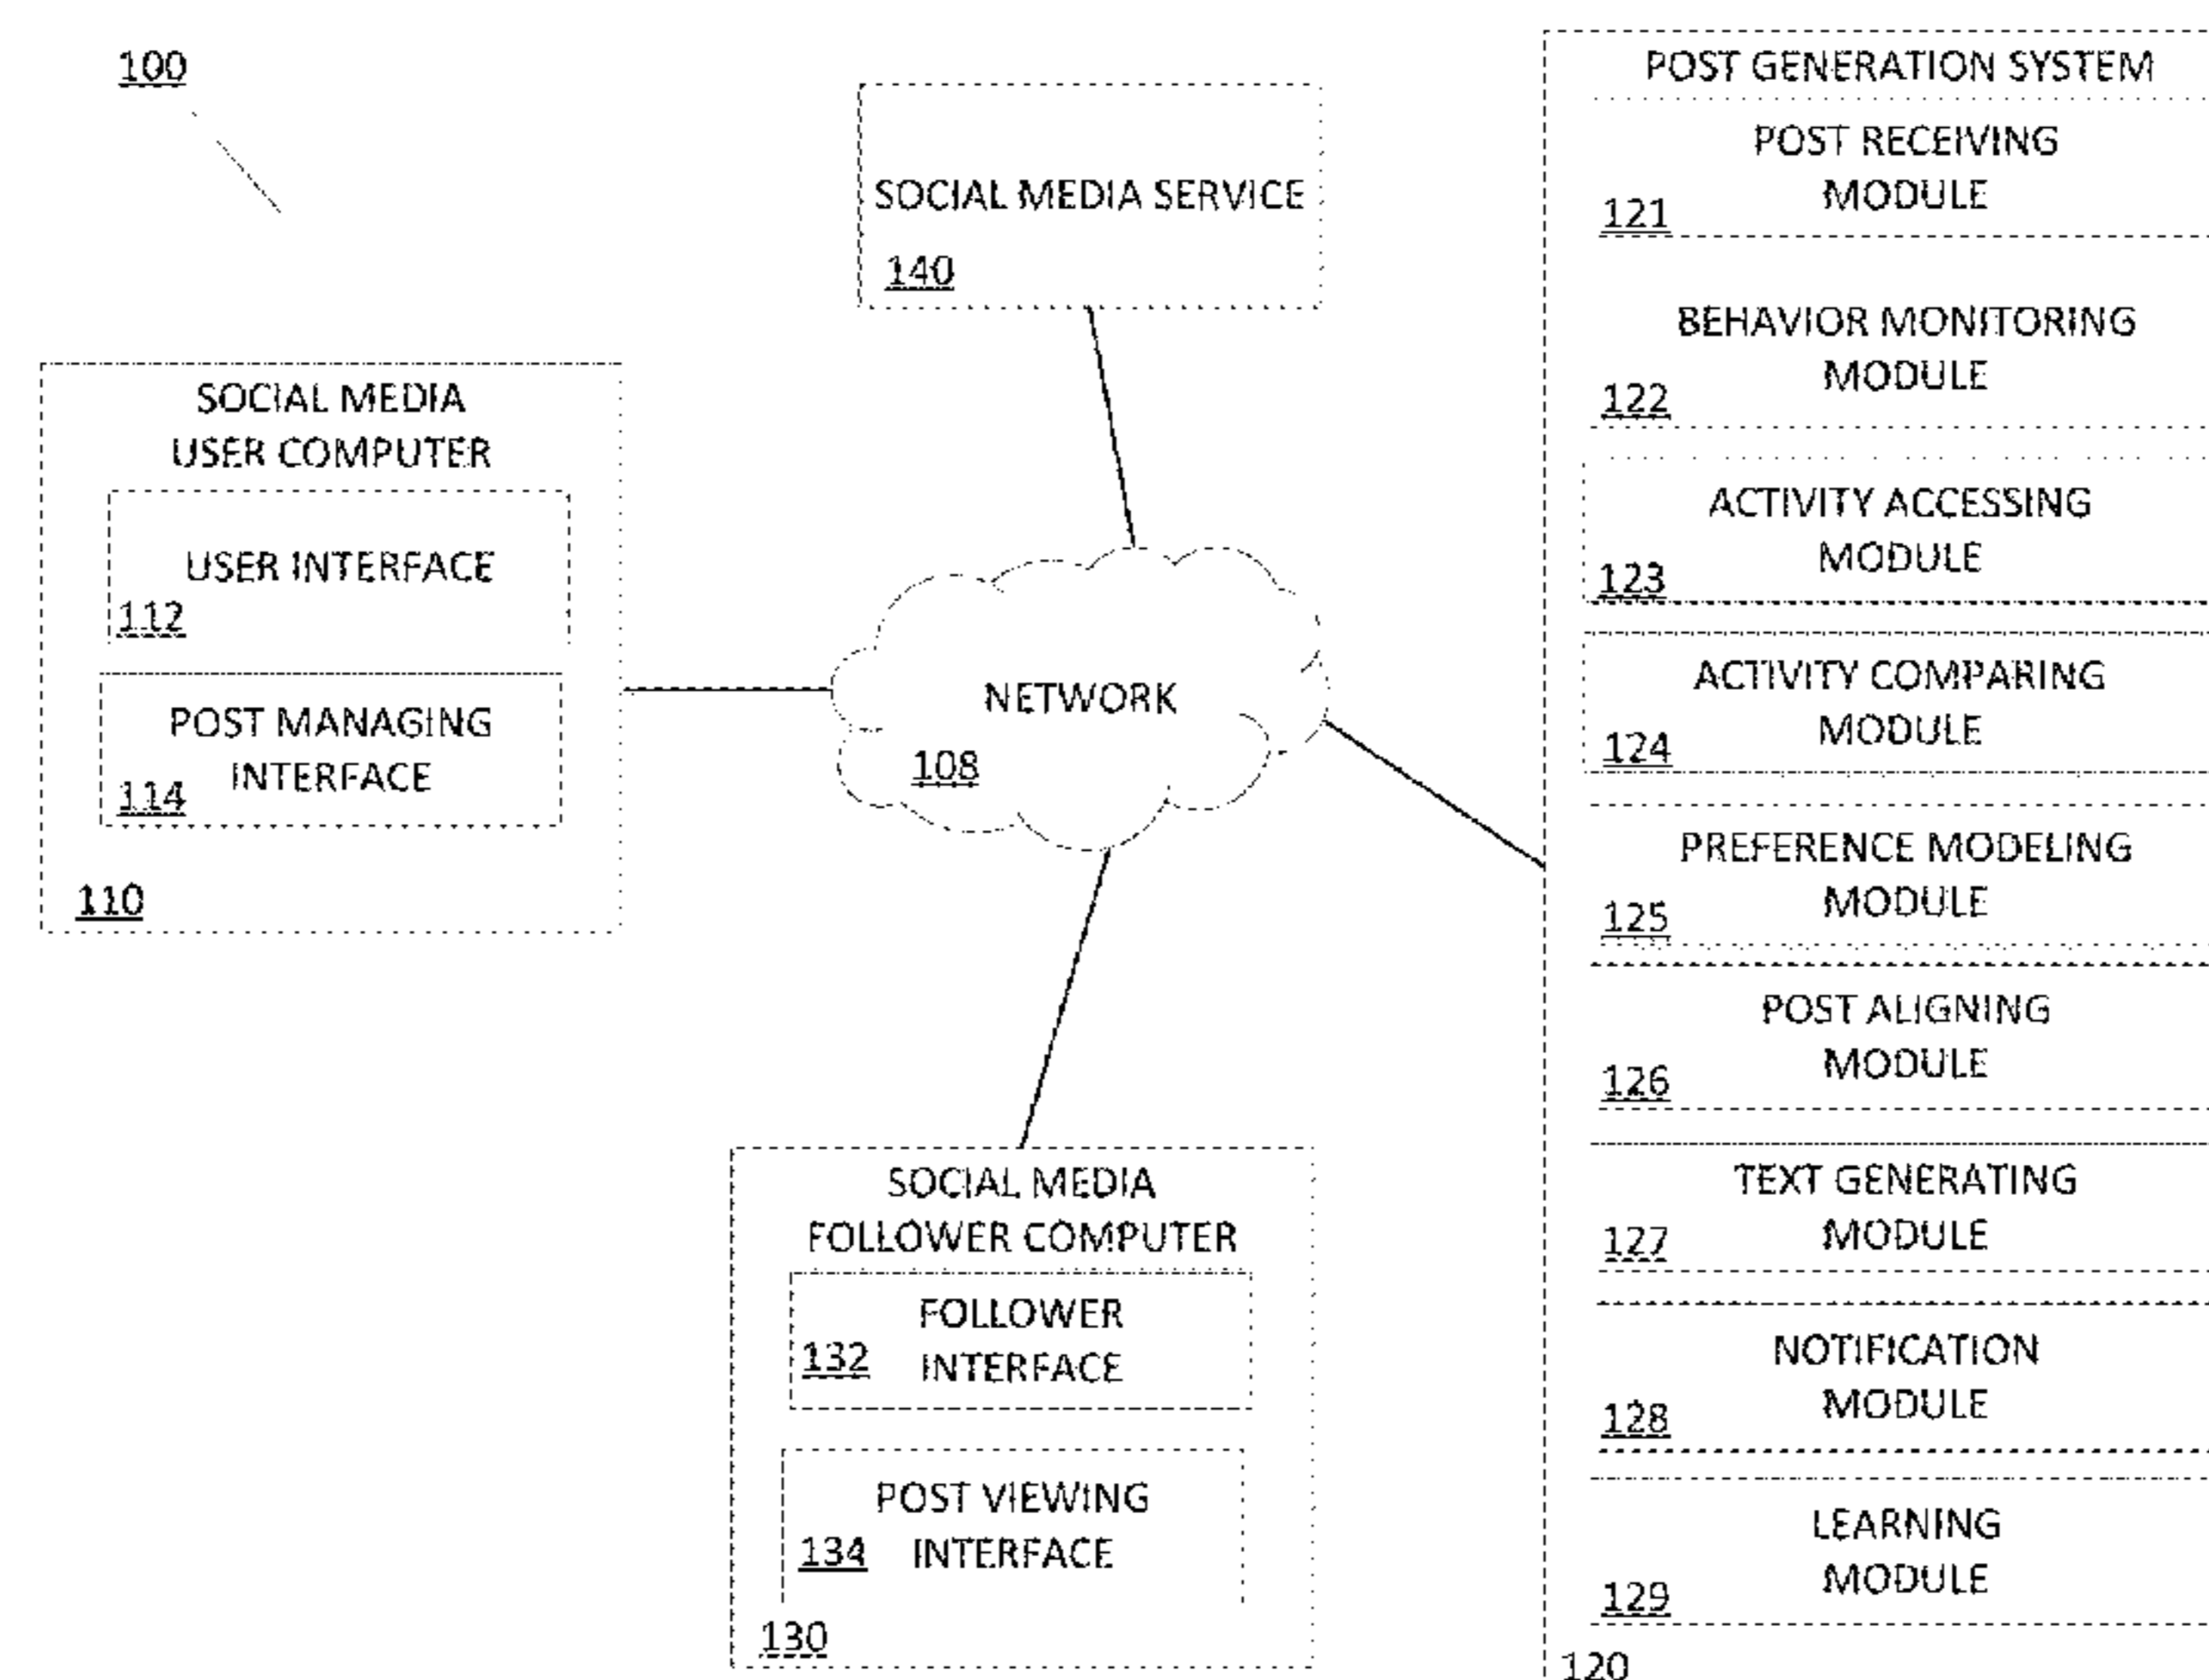 100
SOCIAL MEDIA SERVICE
140
SOCIAL MEDIA
USER COMPUTER
USER INTERFACE
112
POST MANAGING
INTERFACE
114
110
NETWORK
108
SOCIAL MEDIA
FOLLOWER COMPUTER
FOLLOWER
INTERFACE
132
POST VIEWING
INTERFACE
134
130
POST GENERATION SYSTEM
POST RECEIVING
MODULE
121
BEHAVIOR MONITORING
MODULE
122
ACTIVITY ACCESSING
MODULE
123
ACTIVITY COMPARING
MODULE
124
PREFERENCE MODELING
MODULE
125
POST ALIGNING
MODULE
126
TEXT GENERATING
MODULE
127
NOTIFICATION
MODULE
128
LEARNING
MODULE
129
120